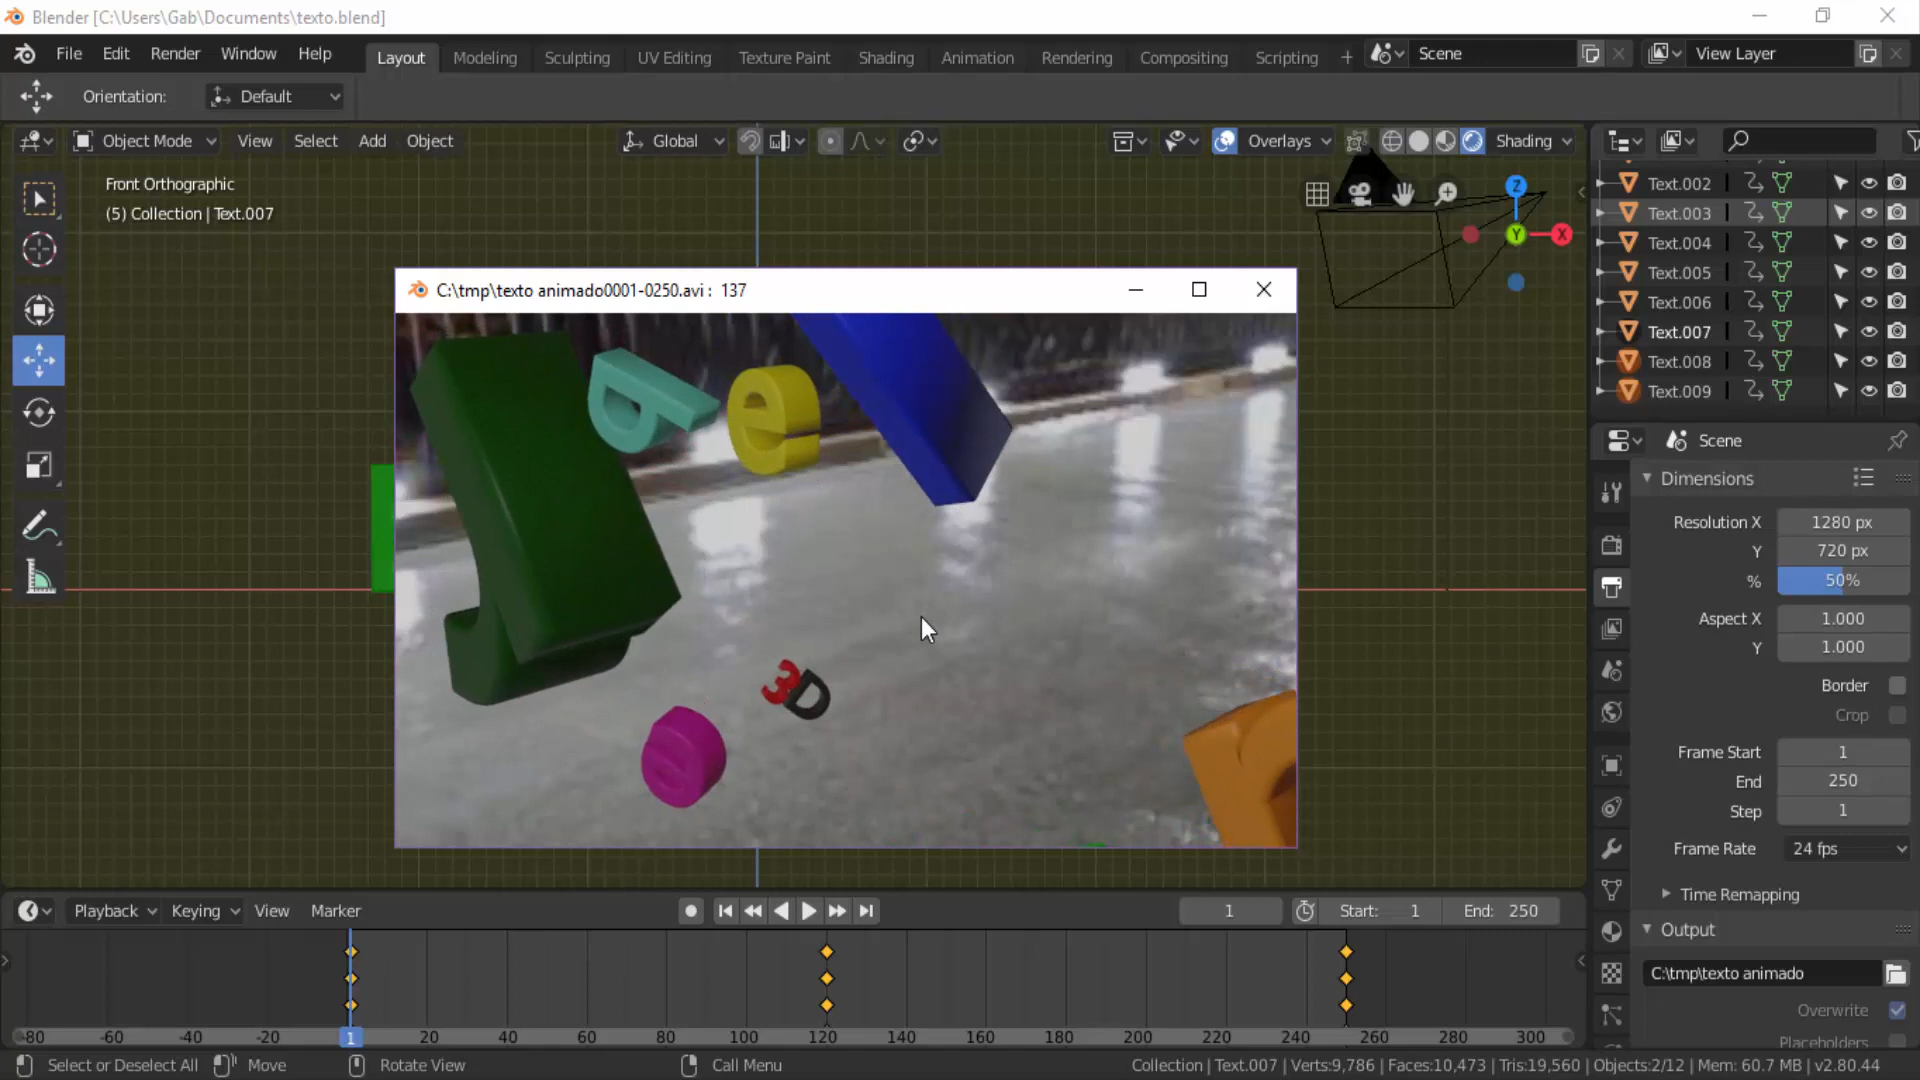 Blender [C:\Users\Gab\Documents\texto.blend]
File Edit Render Window Help Layout Modeling Sculpting UV Editing Texture Paint Shading Animation Rendering Compositing Scripting + Scene View Layer
Orientation: Default
Object Mode View Select Add Object Global Overlays Shading
Front Orthographic
(5) Collection | Text.007
Z
Y
X
Text.002
Text.003
Text.004
Text.005
Text.006
Text.007
Text.008
Text.009
C:\tmp\texto animado0001-0250.avi : 137
e
3D
Scene
Dimensions
Resolution X 1280 px
Y 720 px
% 50%
Aspect X 1.000
Y 1.000
Border
Crop
Frame Start 1
End 250
Step 1
Frame Rate 24 fps
Time Remapping
Output
C:\tmp\texto animado
Overwrite
Placeholders
Playback Keying View Marker 1 Start: 1 End: 250
-80 -60 -40 -20 1 20 40 60 80 100 120 140 160 180 200 220 240 260 280 300
Select or Deselect All Move Rotate View Call Menu Collection | Text.007 | Verts:9,786 | Faces:10,473 | Tris:19,560 | Objects:2/12 | Mem: 60.7 MB | v2.80.44